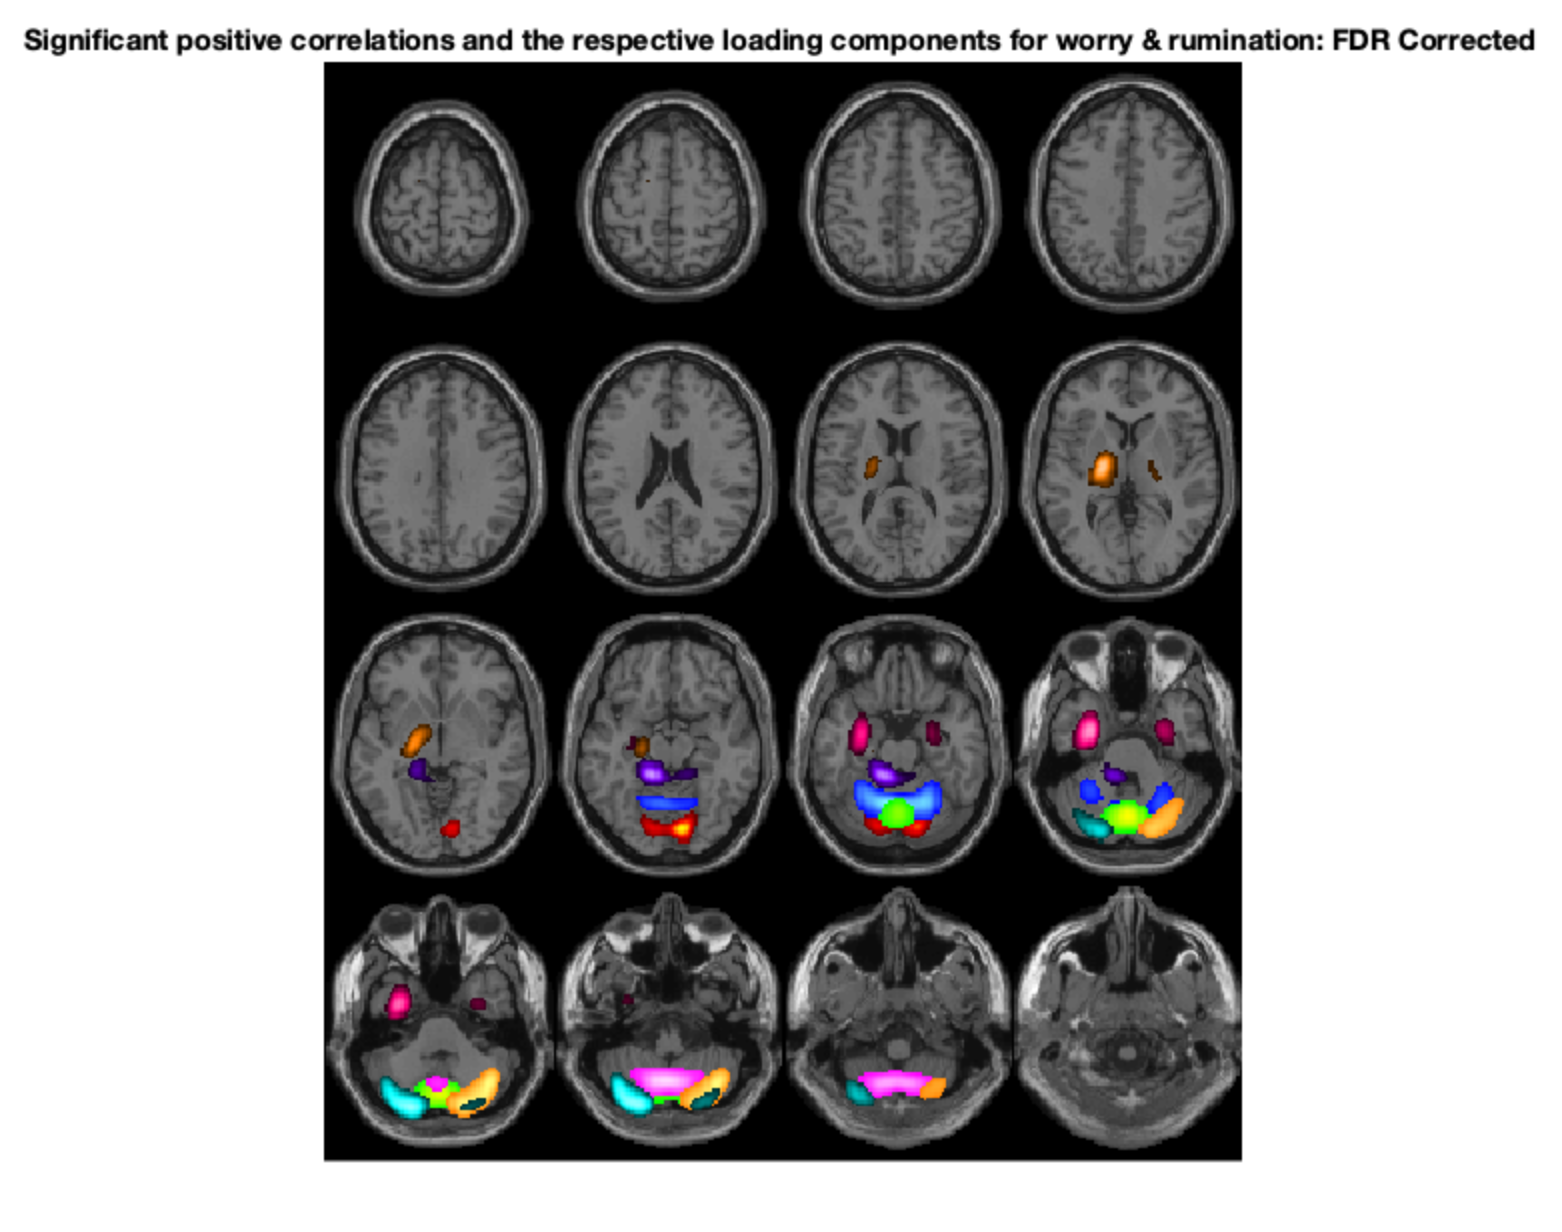 Significant positive correlations and the respective loading components for worry & rumination: FDR Corrected